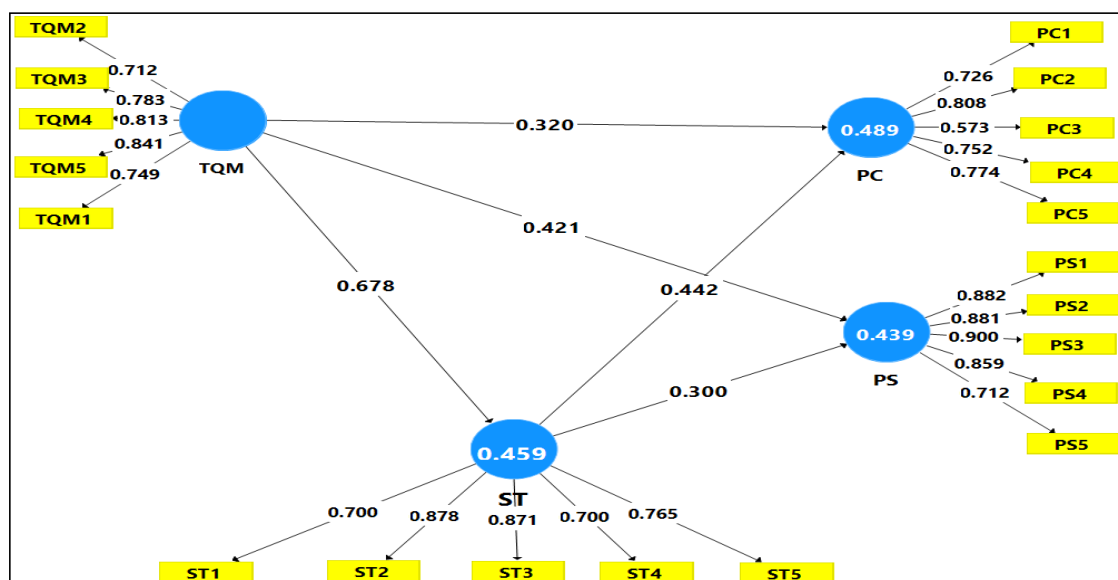 TQM2
TQM3
TQM4
TQM5
TQM1
0.712
0.783
0.813
0.841
0.749
TQM
0.320
0.421
0.678
0.442
0.300
0.489
PC
0.726
0.808
0.573
0.752
0.774
PC1
PC2
PC3
PC4
PC5
0.439
PS
0.882
0.881
0.900
0.859
0.712
PS1
PS2
PS3
PS4
PS5
0.459
ST
0.700
0.878
0.871
0.700
0.765
ST1
ST2
ST3
ST4
ST5